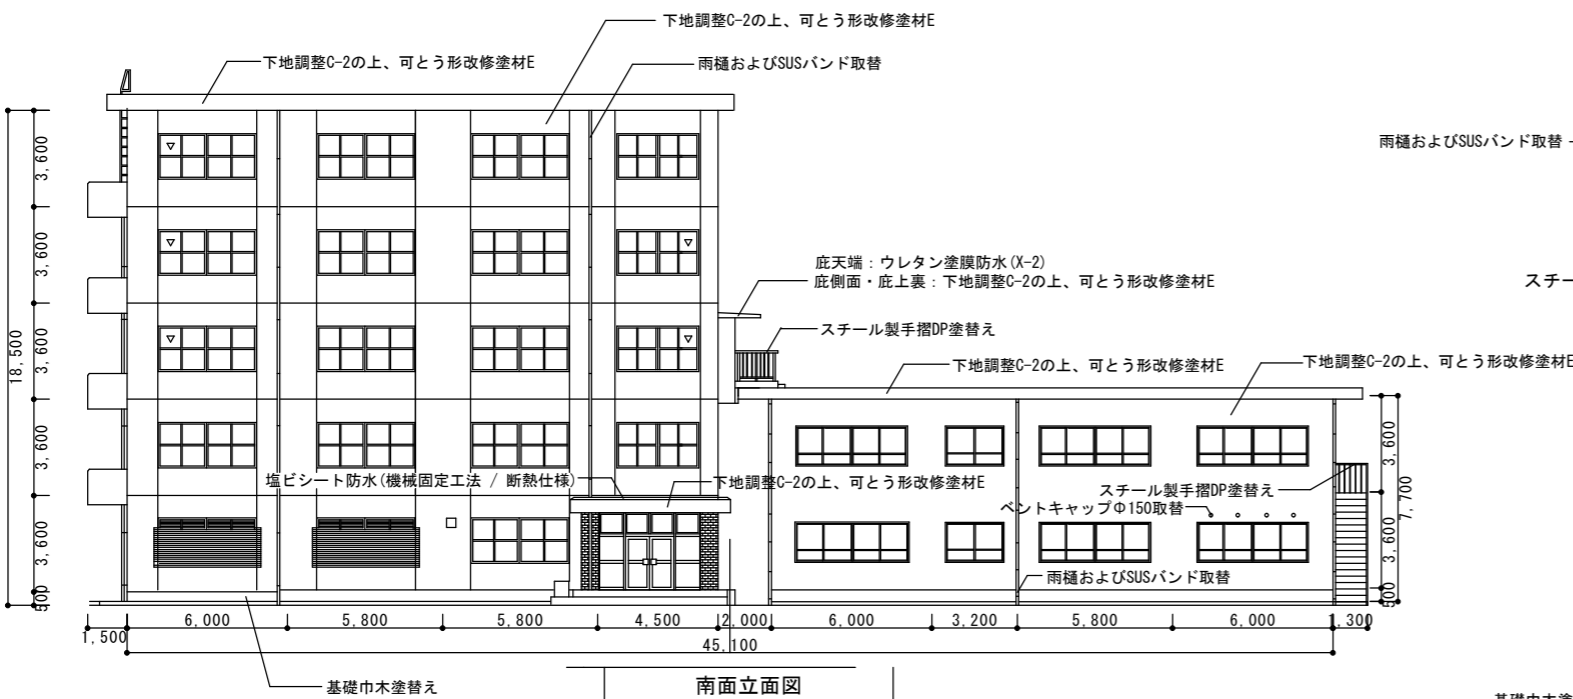 下地調整C-2の上、可とう形改修塗材E
下地調整C-2の上、可とう形改修塗材E
雨樋およびSUSバンド取替
雨樋およびSUSバンド取替
庇天端：ウレタン塗膜防水(X-2)
庇側面・庇上裏：下地調整C-2の上、可とう形改修塗材E
スチー
スチール製手摺DP塗替え
下地調整C-2の上、可とう形改修塗材E
下地調整C-2の上、可とう形改修塗材E
塩ビシート防水(機械固定工法 / 断熱仕様)
下地調整C-2の上、可とう形改修塗材E
スチール製手摺DP塗替え
ベントキャップΦ150取替
雨樋およびSUSバンド取替
18,500
3,600
3,600
3,600
3,600
3,600
500
3,600
3,600
500
7,700
1,500
6,000
5,800
5,800
4,500
2,000
6,000
3,200
5,800
6,000
1,300
45,100
基礎巾木塗替え
南面立面図